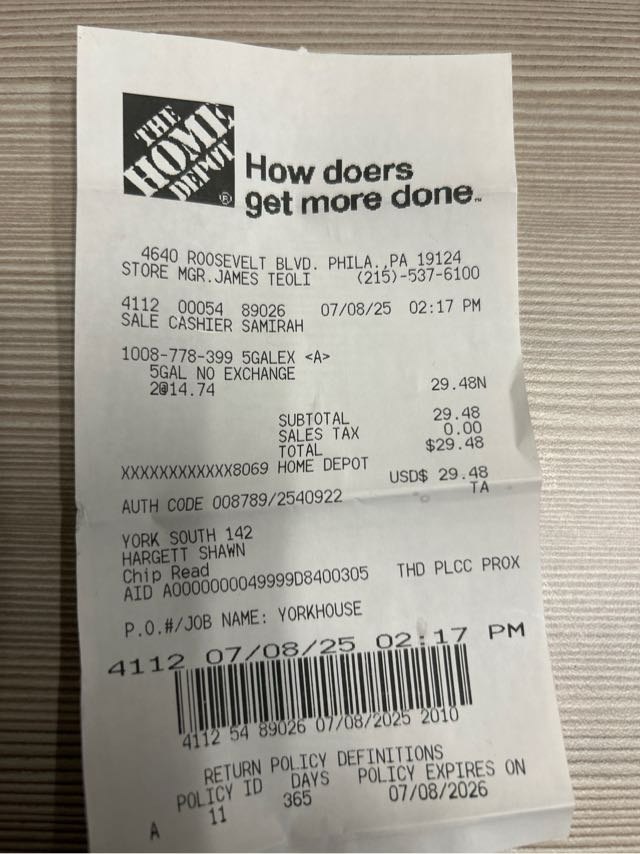 THE
HOME
DEPOT
®
How doers
get more done™
4640 ROOSEVELT BLVD. PHILA.,PA 19124
STORE MGR.JAMES TEOLI (215)-537-6100
4112 00054 89026 07/08/25 02:17 PM
SALE CASHIER SAMIRAH
1008-778-399 5GALEX <A>
5GAL NO EXCHANGE
2@14.74 29.48N
SUBTOTAL 29.48
SALES TAX 0.00
TOTAL $29.48
XXXXXXXXXXXX8069 HOME DEPOT
USD$ 29.48
AUTH CODE 008789/2540922 TA
YORK SOUTH 142
HARGETT SHAWN
Chip Read
AID A0000000049999D8400305 THD PLCC PROX
P.O.#/JOB NAME: YORKHOUSE
4112 07/08/25 02:17 PM
4112 54 89026 07/08/2025 2010
RETURN POLICY DEFINITIONS
POLICY ID DAYS POLICY EXPIRES ON
A 11 365 07/08/2026